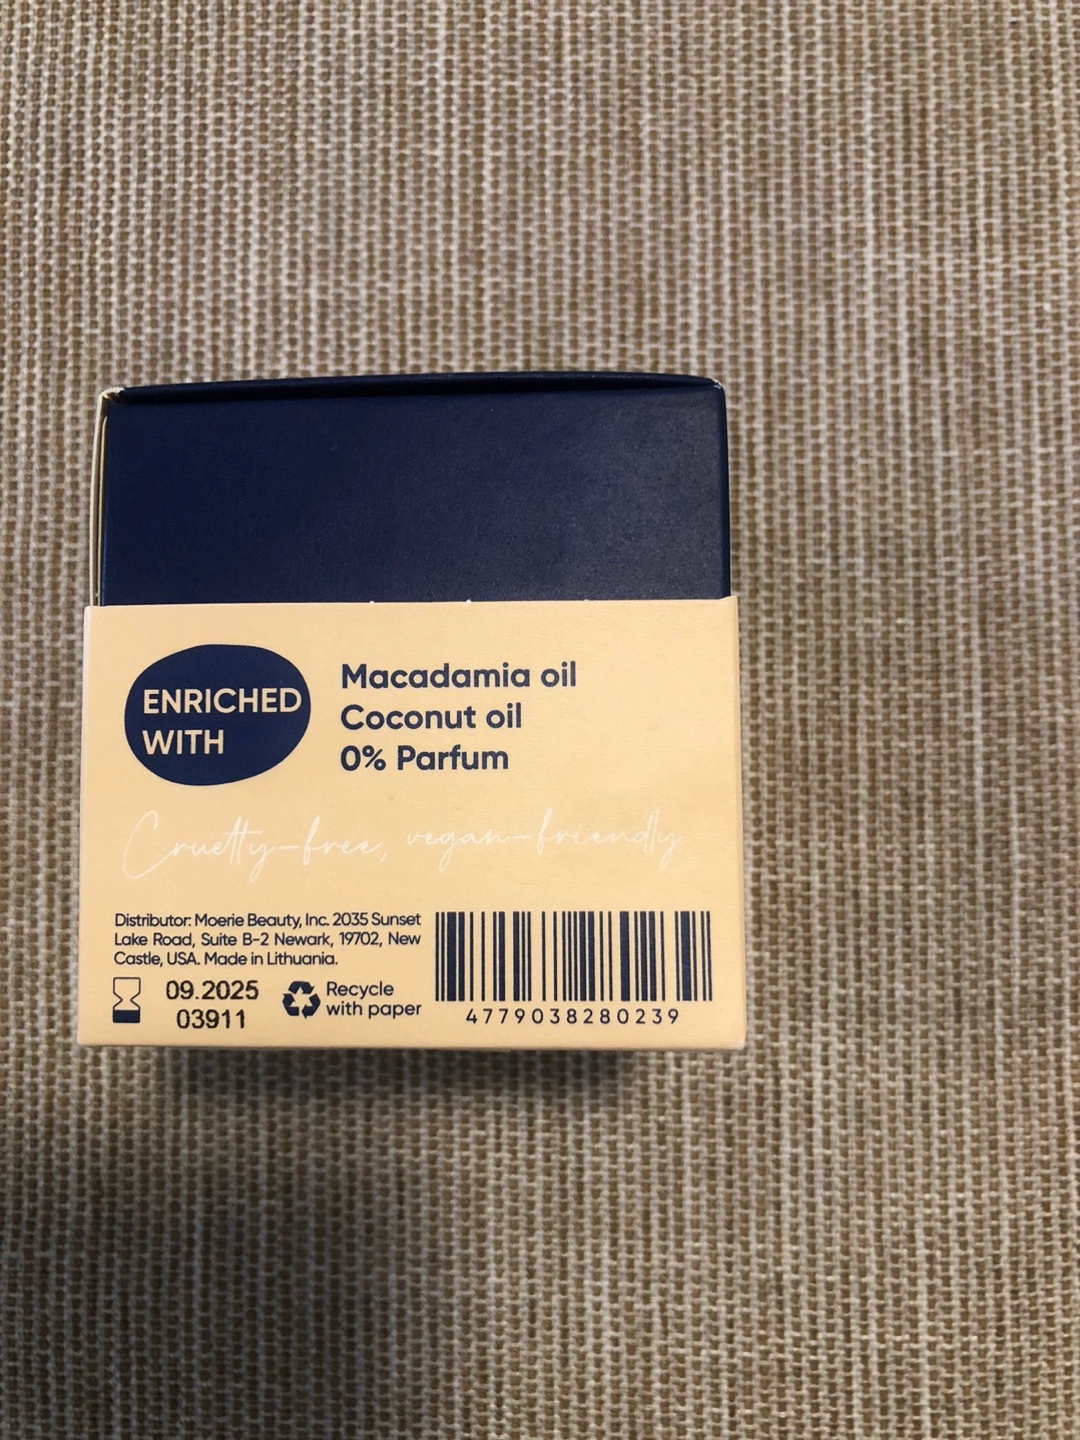 ENRICHED
WITH
Macadamia oil
Coconut oil
0% Parfum
Cruelty-free, vegan-friendly
Distributor: Moerie Beauty, Inc. 2035 Sunset
Lake Road, Suite B-2 Newark, 19702, New
Castle, USA. Made in Lithuania.
09.2025
03911
Recycle
with paper
4779038280239